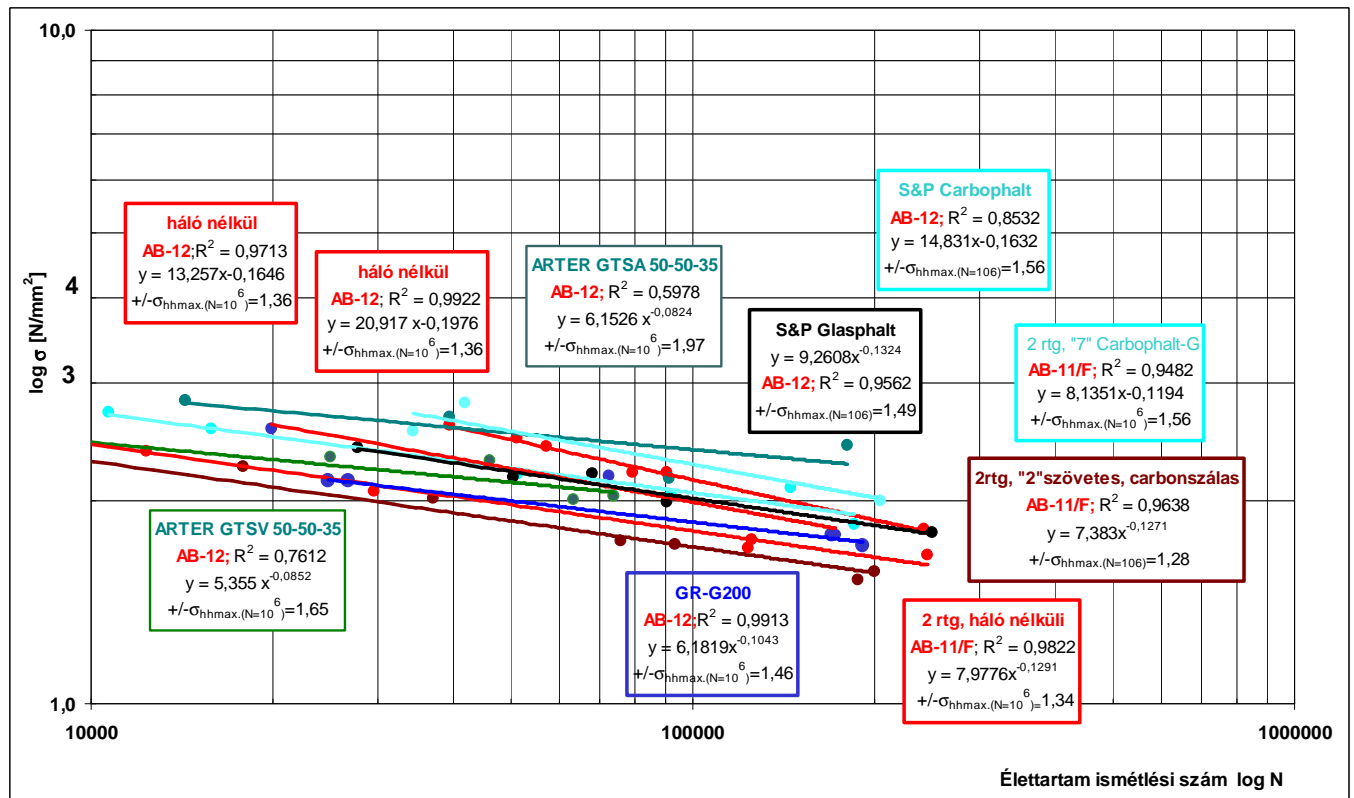 10,0
S&P Carbophalt
AB-12; R² = 0,8532
y = 14,831x-0,1632
+/-σhhmax.(N=106) =1,56
háló nélkül
AB-12;R² = 0,9713
y = 13,257x-0,1646
+/-σhhmax.(N=10⁶)=1,36
háló nélkül
AB-12; R² = 0,9922
y = 20,917 x-0,1976
+/-σhhmax.(N=10⁶)=1,36
ARTER GTSA 50-50-35
AB-12; R² = 0,5978
y = 6,1526 x⁻⁰,⁰⁸²⁴
+/-σhhmax.(N=10⁶)=1,97
log σ [N/mm²]
4
S&P Glasphalt
y = 9,2608x⁻⁰,¹³²⁴
AB-12; R² = 0,9562
+/-σhhmax.(N=106)=1,49
2 rtg, "7" Carbophalt-G
AB-11/F; R² = 0,9482
y = 8,1351x-0,1194
+/-σhhmax.(N=10⁶)=1,56
3
2rtg, "2"szövetes, carbonszálas
AB-11/F; R² = 0,9638
y = 7,383x⁻⁰,¹²⁷¹
+/-σhhmax.(N=106)=1,28
ARTER GTSV 50-50-35
AB-12; R² = 0,7612
y = 5,355 x⁻⁰,⁰⁸⁵²
+/-σhhmax.(N=10⁶)=1,65
GR-G200
AB-12;R² = 0,9913
y = 6,1819x⁻⁰,¹⁰⁴³
+/-σhhmax.(N=10⁶)=1,46
2 rtg, háló nélküli
AB-11/F; R² = 0,9822
y = 7,9776x⁻⁰,¹²⁹¹
+/-σhhmax.(N=10⁶)=1,34
1,0
10000
100000
1000000
Élettartam ismétlési szám log N